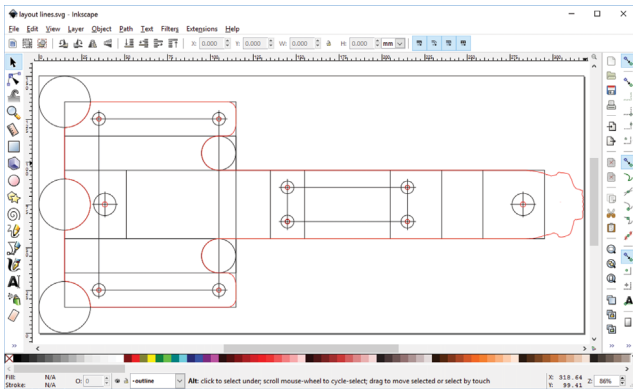 layout lines.svg - Inkscape
File Edit View Layer Object Path Text Filters Extensions Help
X: 0.000 Y: 0.000 W: 0.000 H: 0.000 mm
Fill: N/A
Stroke: N/A
O: 0
•outline
Alt: click to select under; scroll mouse-wheel to cycle-select; drag to move selected or select by touch
X: 318.64
Y: 99.41
Z: 86%